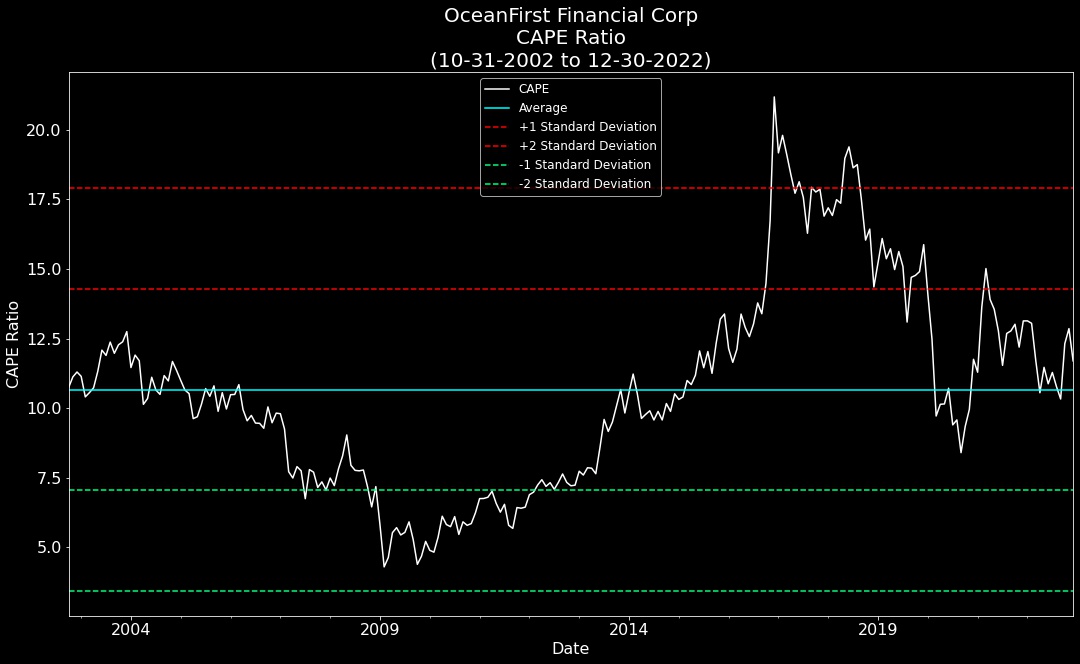 OceanFirst Financial Corp
CAPE Ratio
(10-31-2002 to 12-30-2022)
CAPE
Average
+1 Standard Deviation
+2 Standard Deviation
-1 Standard Deviation
-2 Standard Deviation
CAPE Ratio
20.0
17.5
15.0
12.5
10.0
7.5
5.0
2004
2009
2014
2019
Date